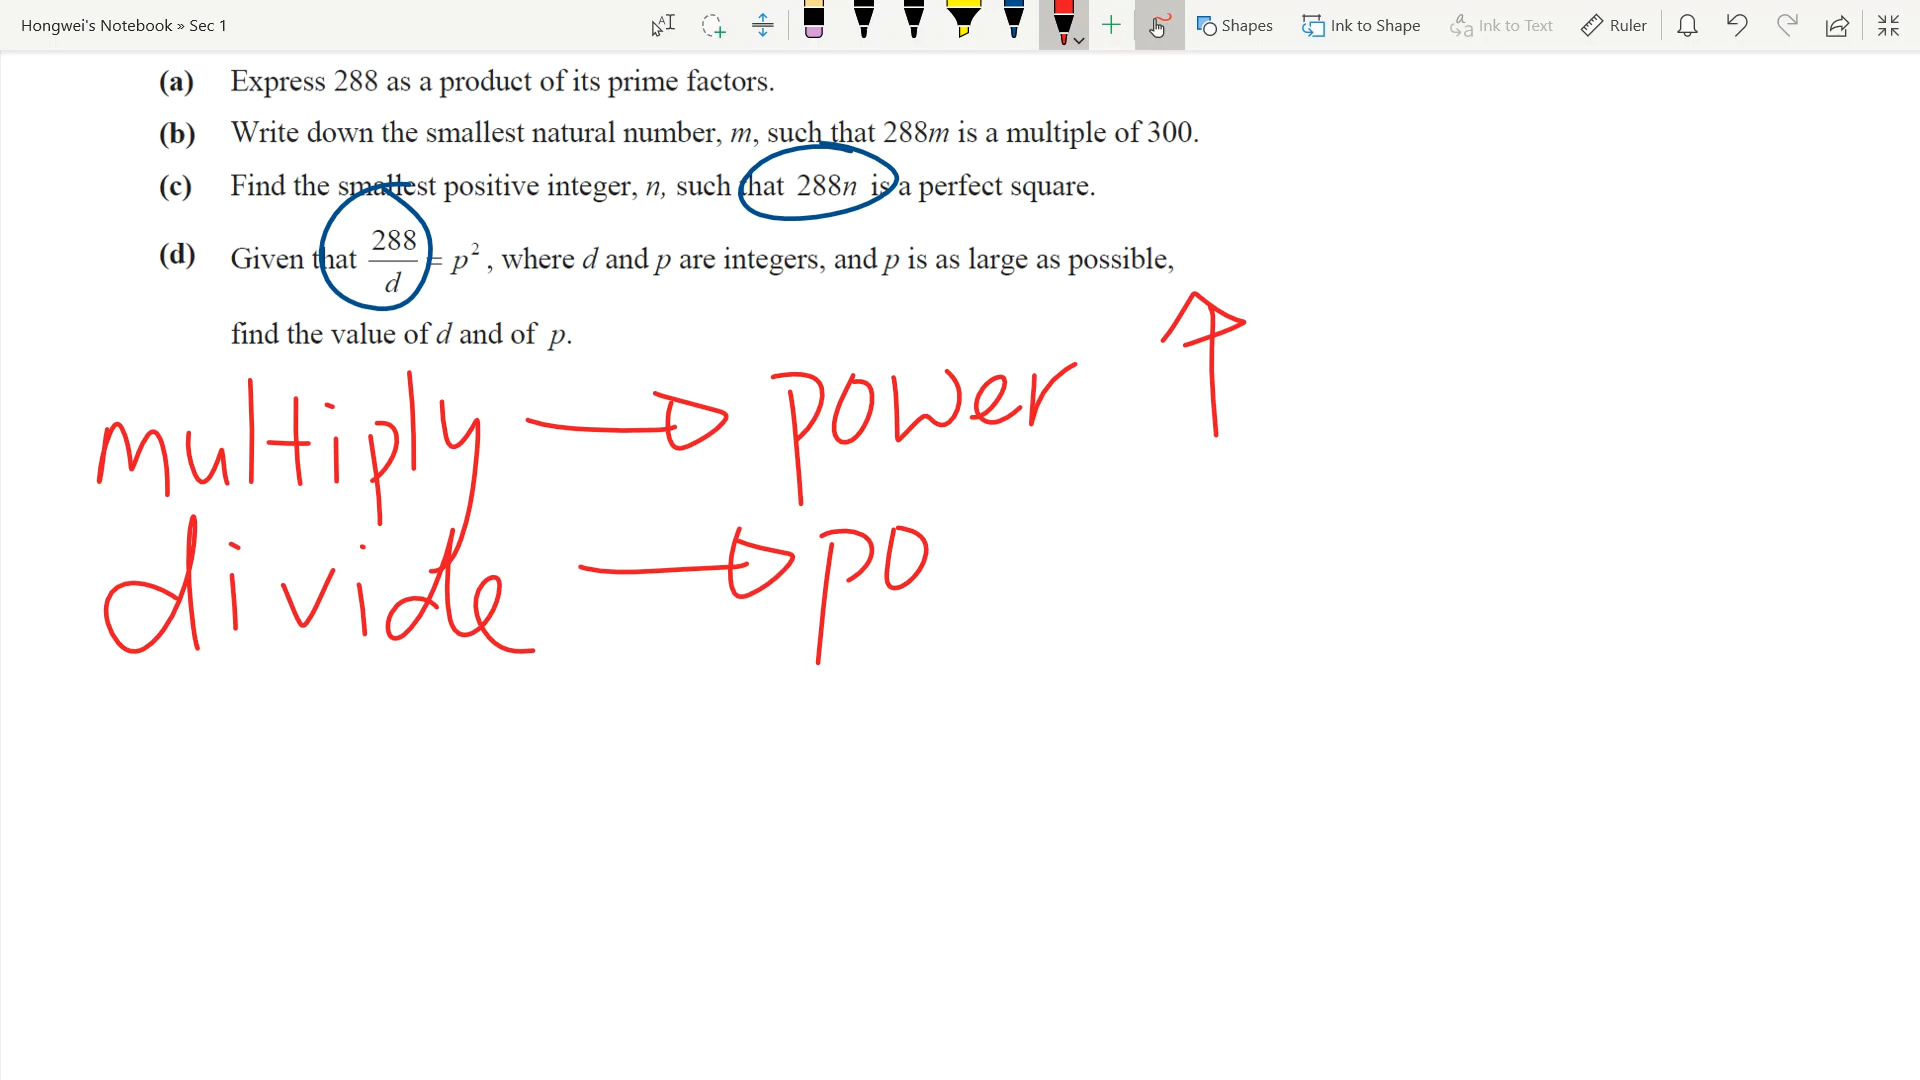 Hongwei's Notebook » Sec 1
Shapes
Ink to Shape
Ink to Text
Ruler
(a) Express 288 as a product of its prime factors.
(b) Write down the smallest natural number, m, such that 288m is a multiple of 300.
(c) Find the smallest positive integer, n, such that 288n is a perfect square.
(d) Given that 288/d = p², where d and p are integers, and p is as large as possible,
find the value of d and of p.
multiply → power ↑
divide → po